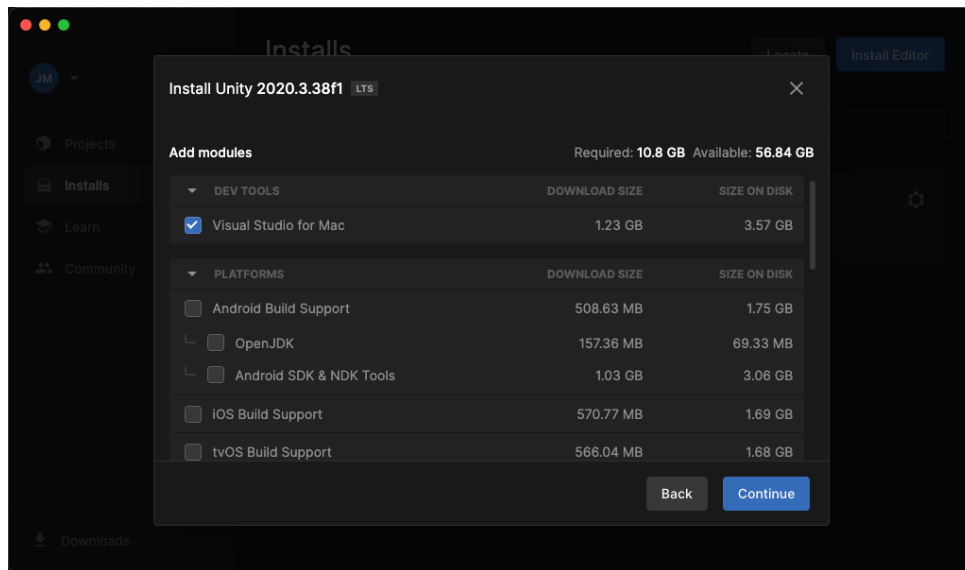 Installs
Locate
Install Editor
JM
Install Unity 2020.3.38f1 LTS
Projects
Add modules
Required: 10.8 GB Available: 56.84 GB
Installs
DEV TOOLS DOWNLOAD SIZE SIZE ON DISK
Learn
Visual Studio for Mac 1.23 GB 3.57 GB
Community
PLATFORMS DOWNLOAD SIZE SIZE ON DISK
Android Build Support 508.63 MB 1.75 GB
OpenJDK 157.36 MB 69.33 MB
Android SDK & NDK Tools 1.03 GB 3.06 GB
iOS Build Support 570.77 MB 1.69 GB
tvOS Build Support 566.04 MB 1.68 GB
Back
Continue
Downloads